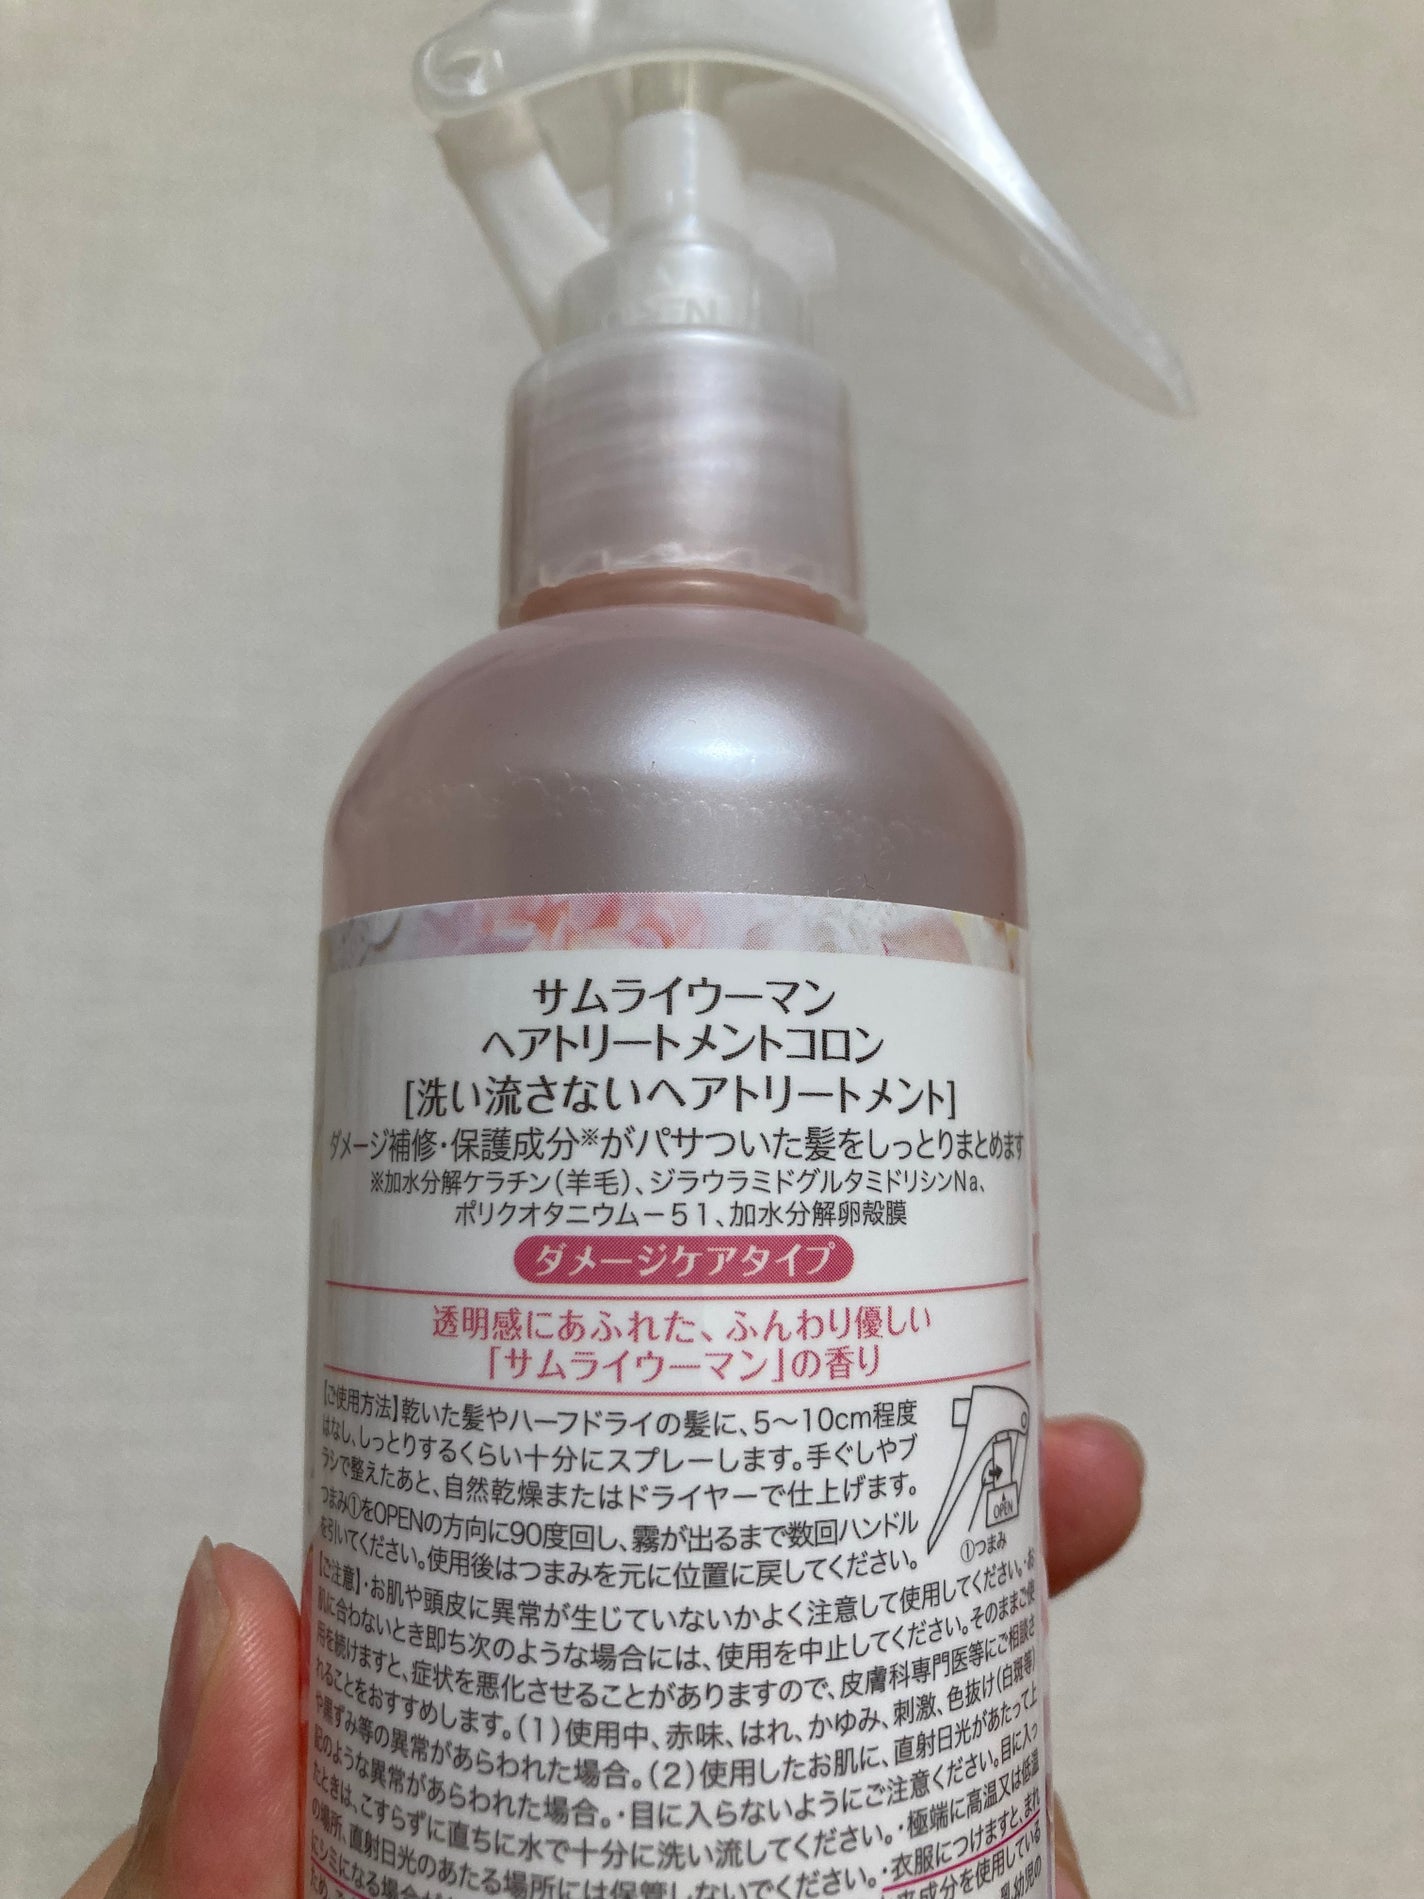 サムライウーマン
ヘアトリートメントコロン
[洗い流さないヘアトリートメント]
ダメージ補修・保護成分※がパサついた髪をしっとりまとめます
※加水分解ケラチン(羊毛)、ジラウラミドグルタミドリシンNa、
ポリクオタニウム−51、加水分解卵殻膜
ダメージケアタイプ
透明感にあふれた、ふんわり優しい
「サムライウーマン」の香り
【ご使用方法】乾いた髪やハーフドライの髪に、5〜10cm程度
はなし、しっとりするくらい十分にスプレーします。手ぐしやブ
ラシで整えたあと、自然乾燥またはドライヤーで仕上げます。
つまみ①をOPENの方向に90度回し、霧が出るまで数回ハンドル
を引いてください。使用後はつまみを元に位置に戻してください。
OPEN
①つまみ
【ご注意】・お肌や頭皮に異常が生じていないかよく注意して使用してください。・お
肌に合わないとき即ち次のような場合には、使用を中止してください。そのままご使
用を続けますと、症状を悪化させることがありますので、皮膚科専門医等にご相談さ
れることをおすすめします。(1)使用中、赤味、はれ、かゆみ、刺激、色抜け(白斑等)
や黒ずみ等の異常があらわれた場合。(2)使用したお肌に、直射日光があたって上
記のような異常があらわれた場合。・目に入らないようにご注意ください。目に入っ
たときは、こすらずに直ちに水で十分に洗い流してください。・極端に高温又は低温
の場所、直射日光のあたる場所には保管しないでください。・衣服につけますと、まれ
にシミになる場合が
成分を使用している
乳幼児の